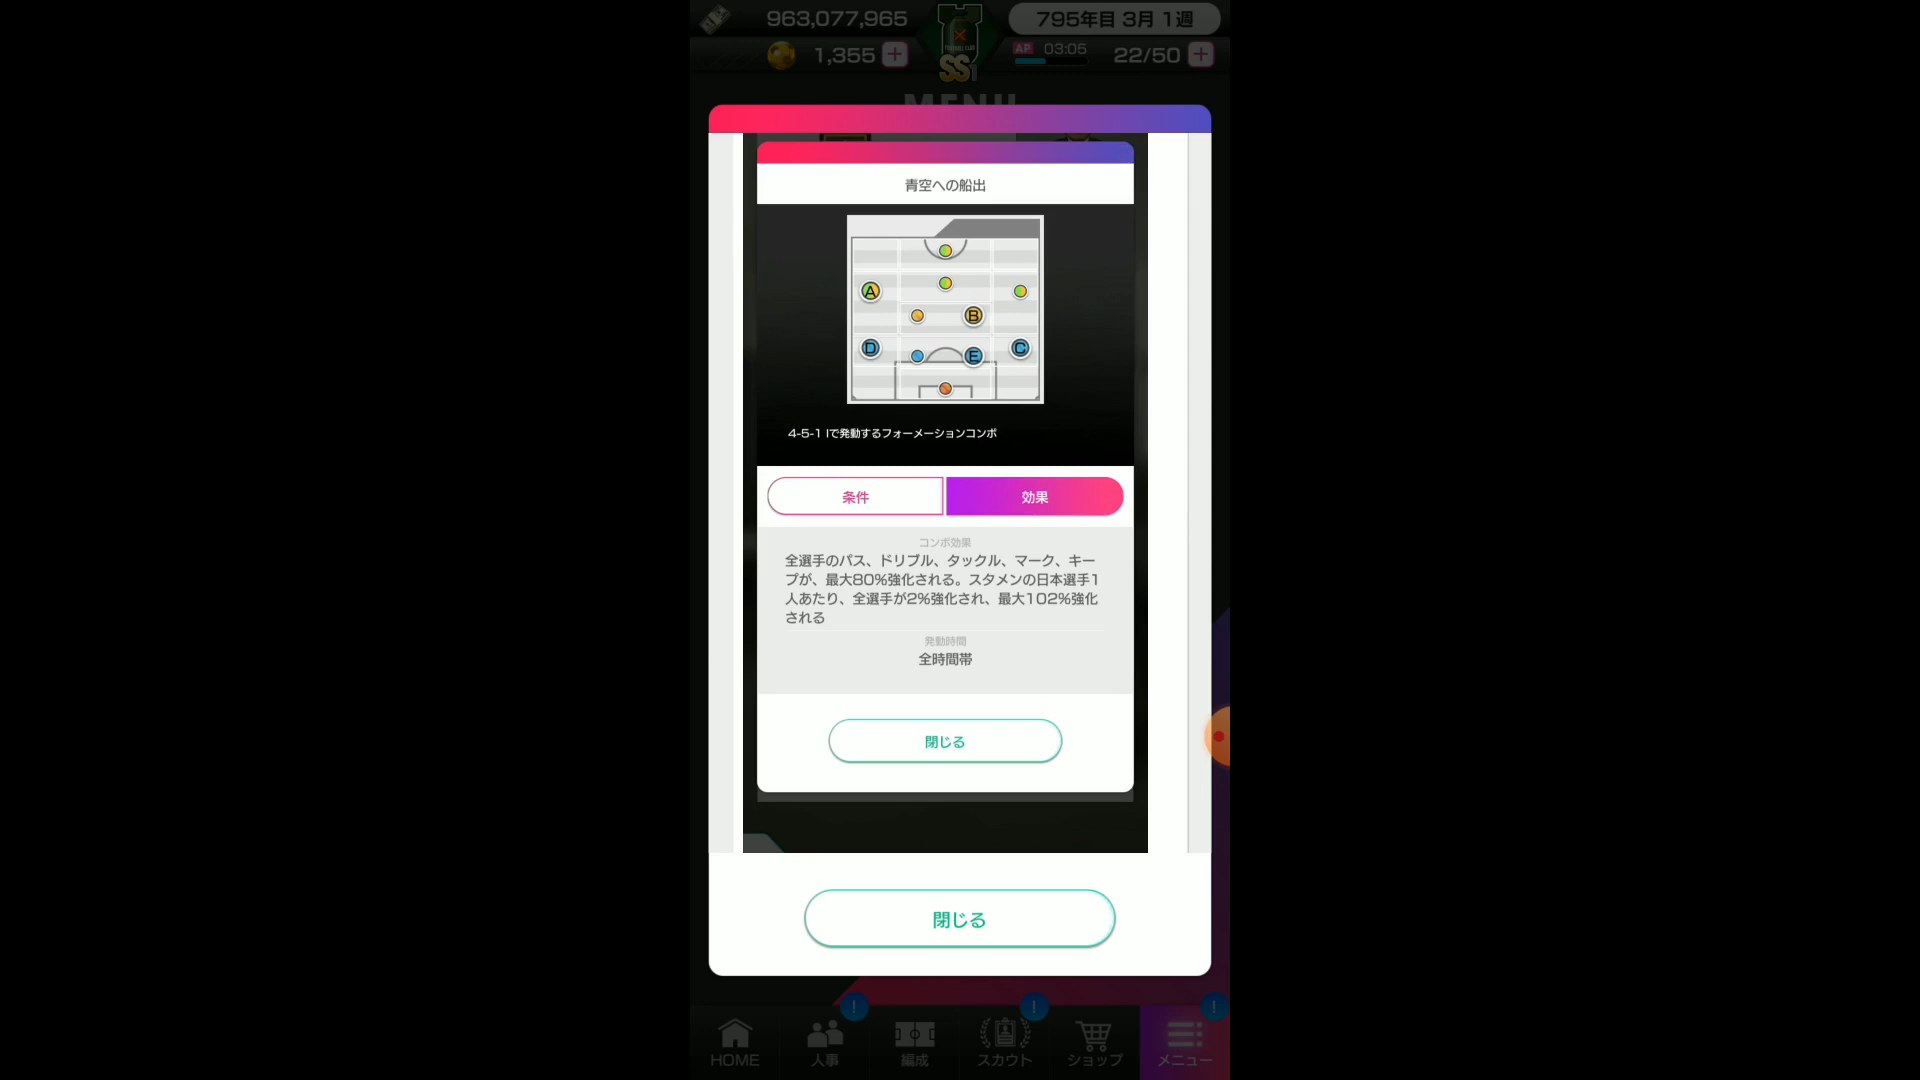 963,077,965
795年目 3月 1週
1,355
SS1
AP 03:05
22/50
MENU
青空への船出
A
B
D
E
C
4-5-1 Iで発動するフォーメーションコンボ
条件
効果
コンボ効果
全選手のパス、ドリブル、タックル、マーク、キー
プが、最大80%強化される。スタメンの日本選手1
人あたり、全選手が2%強化され、最大102%強化
される
発動時間
全時間帯
閉じる
閉じる
HOME
人事
編成
スカウト
ショップ
メニュー